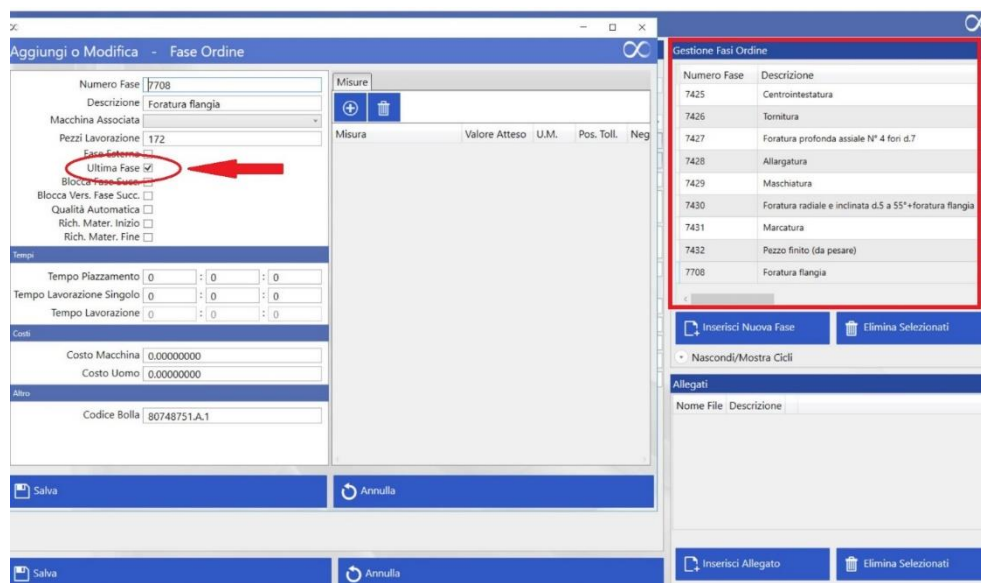 Aggiungi o Modifica - Fase Ordine
Numero Fase 7708
Descrizione Foratura flangia
Macchina Associata
Pezzi Lavorazione 172
Fase Esterna
Ultima Fase
Blocca Fase Succ.
Blocca Vers. Fase Succ.
Qualità Automatica
Rich. Mater. Inizio
Rich. Mater. Fine
Tempi
Tempo Piazzamento 0 : 0 : 0
Tempo Lavorazione Singolo 0 : 0 : 0
Tempo Lavorazione 0 : 0 : 0
Costi
Costo Macchina 0.00000000
Costo Uomo 0.00000000
Altro
Codice Bolla 80748751.A.1
Misure
Misura Valore Atteso U.M. Pos. Toll. Neg
Salva Annulla
Salva Annulla
Gestione Fasi Ordine
Numero Fase Descrizione
7425 Centrointestatura
7426 Tornitura
7427 Foratura profonda assiale N° 4 fori d.7
7428 Allargatura
7429 Maschiatura
7430 Foratura radiale e inclinata d.5 a 55°+foratura flangia
7431 Marcatura
7432 Pezzo finito (da pesare)
7708 Foratura flangia
Inserisci Nuova Fase Elimina Selezionati
Nascondi/Mostra Cicli
Allegati
Nome File Descrizione
Inserisci Allegato Elimina Selezionati